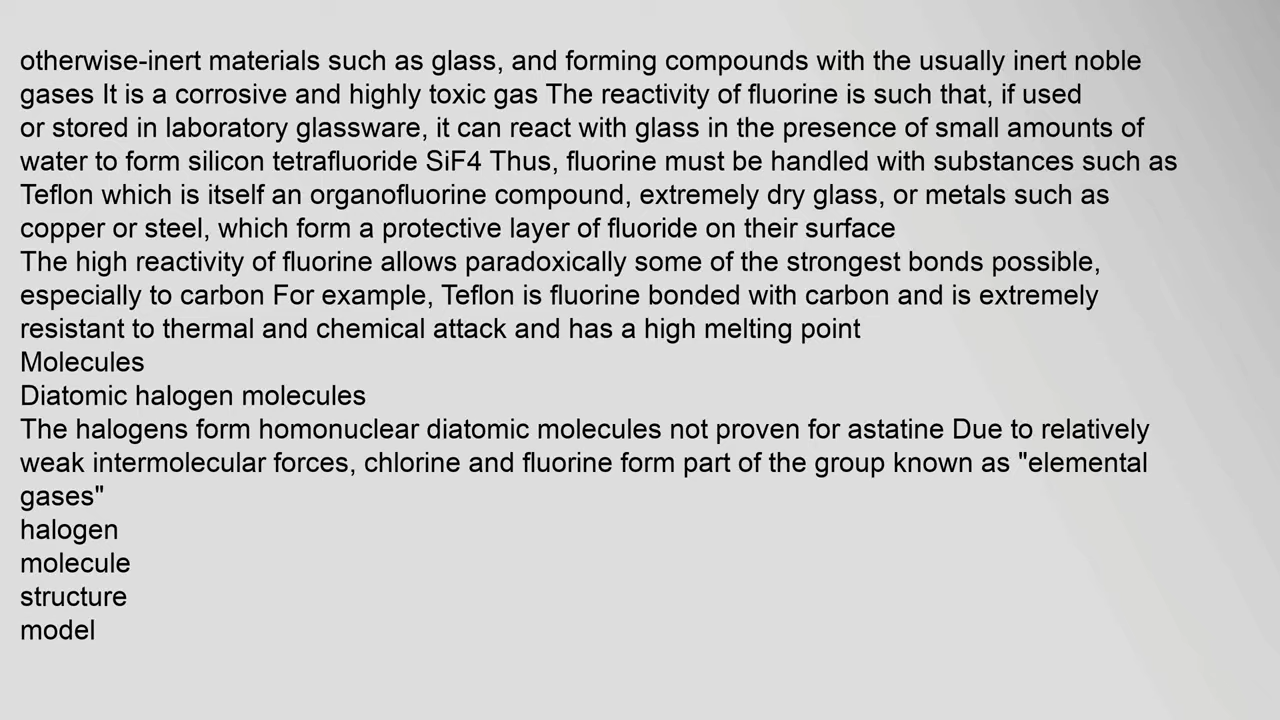 otherwise-inert materials such as glass, and forming compounds with the usually inert noble
gases It is a corrosive and highly toxic gas The reactivity of fluorine is such that, if used
or stored in laboratory glassware, it can react with glass in the presence of small amounts of
water to form silicon tetrafluoride SiF4 Thus, fluorine must be handled with substances such as
Teflon which is itself an organofluorine compound, extremely dry glass, or metals such as
copper or steel, which form a protective layer of fluoride on their surface
The high reactivity of fluorine allows paradoxically some of the strongest bonds possible,
especially to carbon For example, Teflon is fluorine bonded with carbon and is extremely
resistant to thermal and chemical attack and has a high melting point
Molecules
Diatomic halogen molecules
The halogens form homonuclear diatomic molecules not proven for astatine Due to relatively
weak intermolecular forces, chlorine and fluorine form part of the group known as "elemental
gases"
halogen
molecule
structure
model